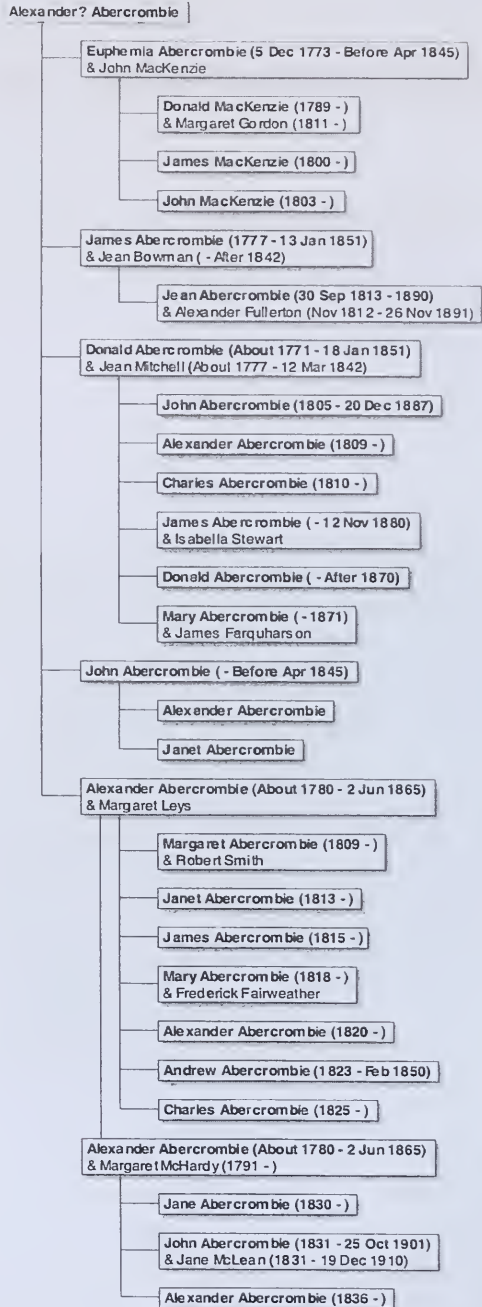 Alexander? Abercrombie
Euphemia Abercrombie (5 Dec 1773 - Before Apr 1845)
& John MacKenzie
Donald MacKenzie (1789 - )
& Margaret Gordon (1811 - )
James MacKenzie (1800 - )
John MacKenzie (1803 - )
James Abercrombie (1777 - 13 Jan 1851)
& Jean Bowman ( - After 1842)
Jean Abercrombie (30 Sep 1813 - 1890)
& Alexander Fullerton (Nov 1812 - 26 Nov 1891)
Donald Abercrombie (About 1771 - 18 Jan 1851)
& Jean Mitchell (About 1777 - 12 Mar 1842)
John Abercrombie (1805 - 20 Dec 1887)
Alexander Abercrombie (1809 - )
Charles Abercrombie (1810 - )
James Abercrombie ( - 12 Nov 1880)
& Isabella Stewart
Donald Abercrombie ( - After 1870)
Mary Abercrombie ( - 1871)
& James Farquharson
John Abercrombie ( - Before Apr 1845)
Alexander Abercrombie
Janet Abercrombie
Alexander Abercrombie (About 1780 - 2 Jun 1865)
& Margaret Leys
Margaret Abercrombie (1809 - )
& Robert Smith
Janet Abercrombie (1813 - )
James Abercrombie (1815 - )
Mary Abercrombie (1818 - )
& Frederick Fairweather
Alexander Abercrombie (1820 - )
Andrew Abercrombie (1823 - Feb 1850)
Charles Abercrombie (1825 - )
Alexander Abercrombie (About 1780 - 2 Jun 1865)
& Margaret McHardy (1791 - )
Jane Abercrombie (1830 - )
John Abercrombie (1831 - 25 Oct 1901)
& Jane McLean (1831 - 19 Dec 1910)
Alexander Abercrombie (1836 - )